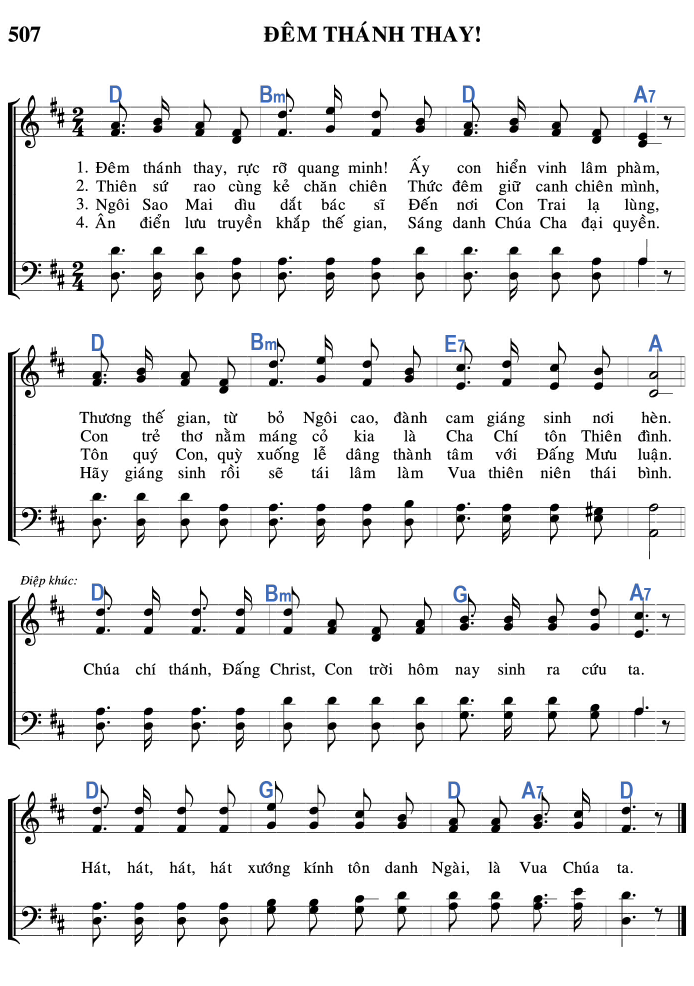 507 ĐÊM THÁNH THAY!
D Bm D A7
2/4
1. Đêm thánh thay, rực rỡ quang minh! Ấy con hiển vinh lâm phàm,
2. Thiên sứ rao cùng kẻ chăn chiên Thức đêm giữ canh chiên mình,
3. Ngôi Sao Mai dìu dắt bác sĩ Đến nơi Con Trai lạ lùng,
4. Ân điển lưu truyền khắp thế gian, Sáng danh Chúa Cha đại quyền.
2/4
D Bm E7 A
Thương thế gian, từ bỏ Ngôi cao, đành cam giáng sinh nơi hèn.
Con trẻ thơ nằm máng cỏ kia là Cha Chí tôn Thiên đình.
Tôn quý Con, quỳ xuống lễ dâng thành tâm với Đấng Mưu luận.
Hãy giáng sinh rồi sẽ tái lâm làm Vua thiên niên thái bình.
Điệp khúc:
D Bm G A7
Chúa chí thánh, Đấng Christ, Con trời hôm nay sinh ra cứu ta.
D G D A7 D
Hát, hát, hát, hát xướng kính tôn danh Ngài, là Vua Chúa ta.